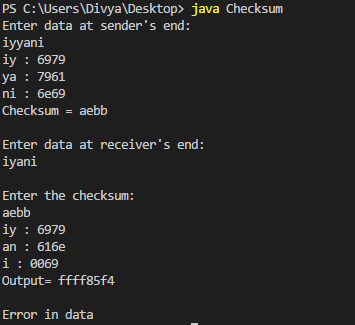 PS C:\Users\Divya\Desktop> java Checksum
Enter data at sender's end:
iyyani
iy : 6979
ya : 7961
ni : 6e69
Checksum = aebb
Enter data at receiver's end:
iyani
Enter the checksum:
aebb
iy : 6979
an : 616e
i : 0069
Output= ffff85f4
Error in data